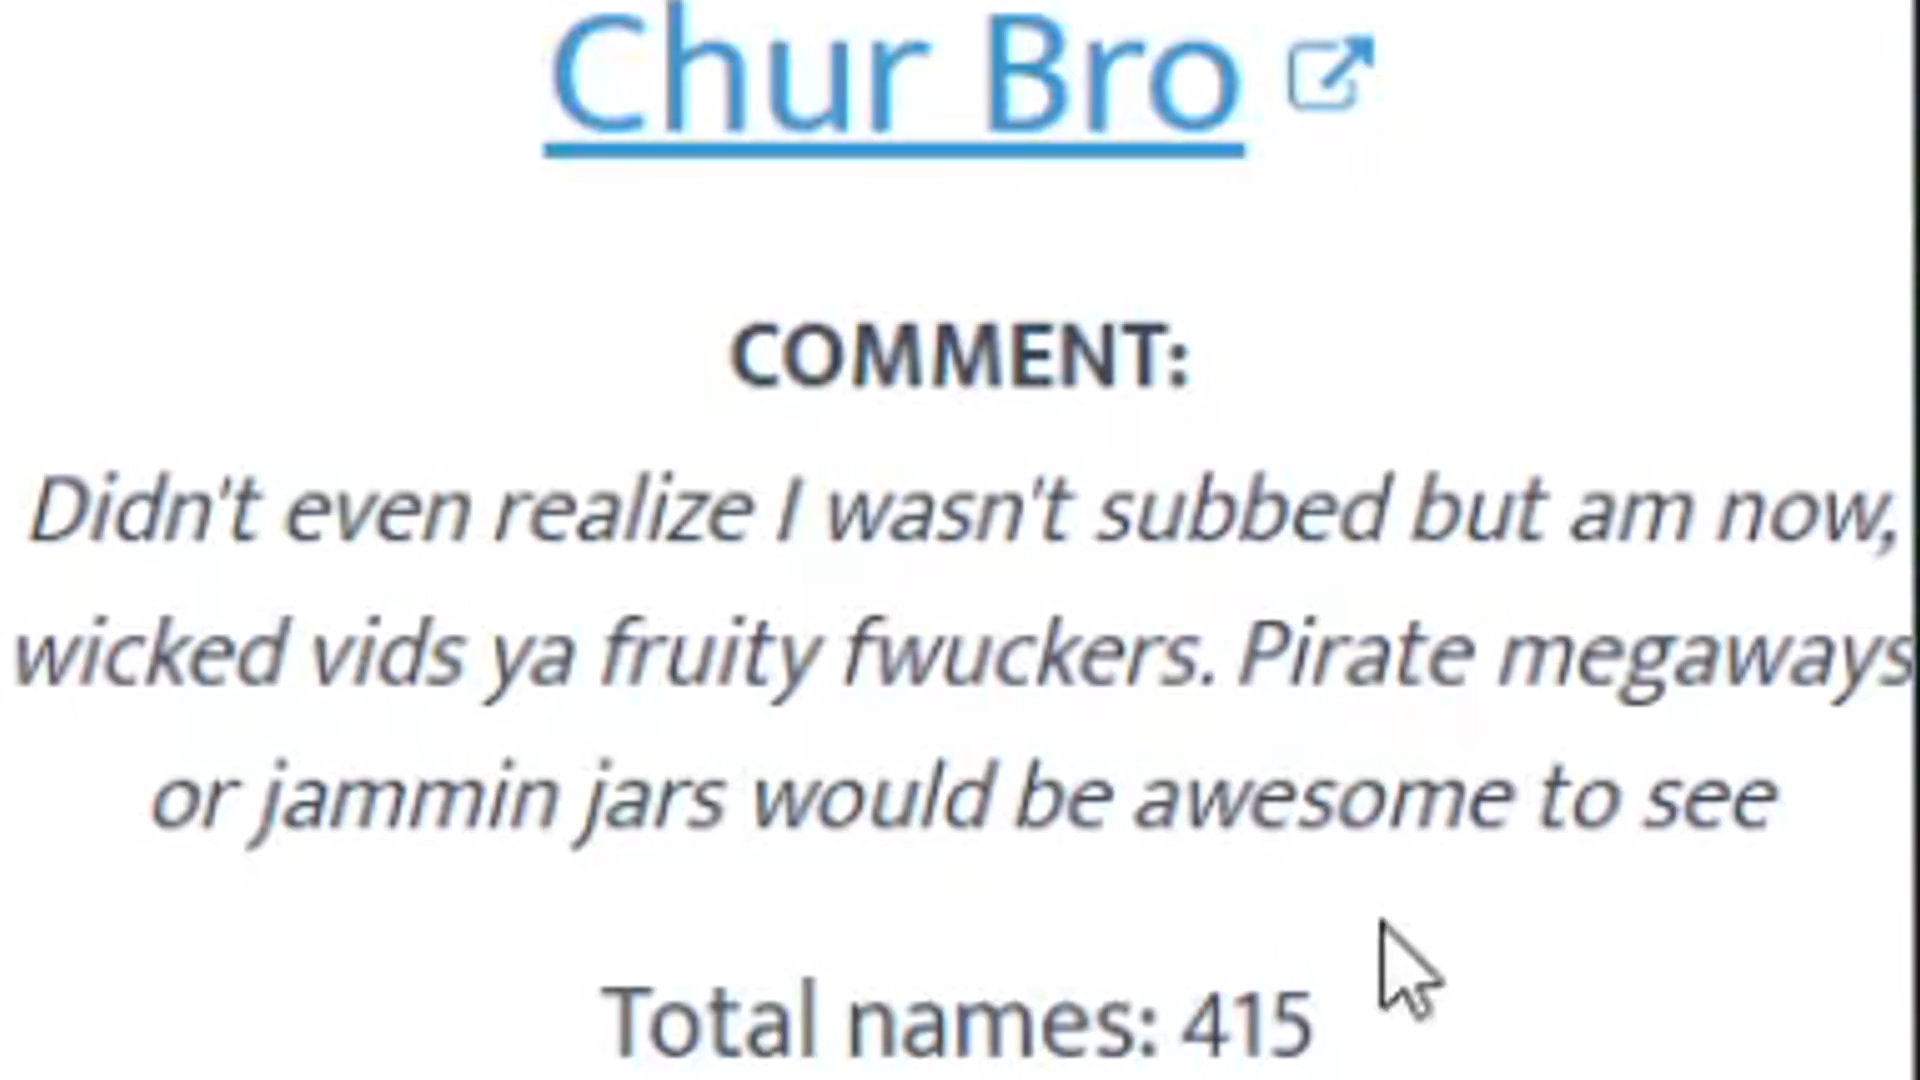 Chur Bro
COMMENT:
Didn't even realize I wasn't subbed but am now,
wicked vids ya fruity fwuckers. Pirate megaways
or jammin jars would be awesome to see
Total names: 415